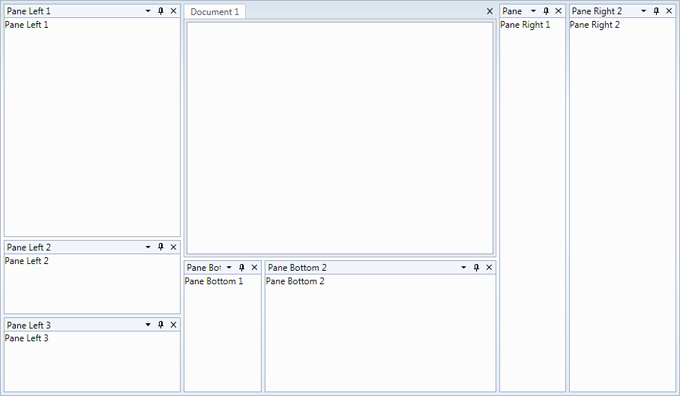 Pane Left 1
Pane Left 1
Pane Left 2
Pane Left 2
Pane Left 3
Pane Left 3
Document 1
Pane Bot
Pane Bottom 1
Pane Bottom 2
Pane Bottom 2
Pane
Pane Right 1
Pane Right 2
Pane Right 2